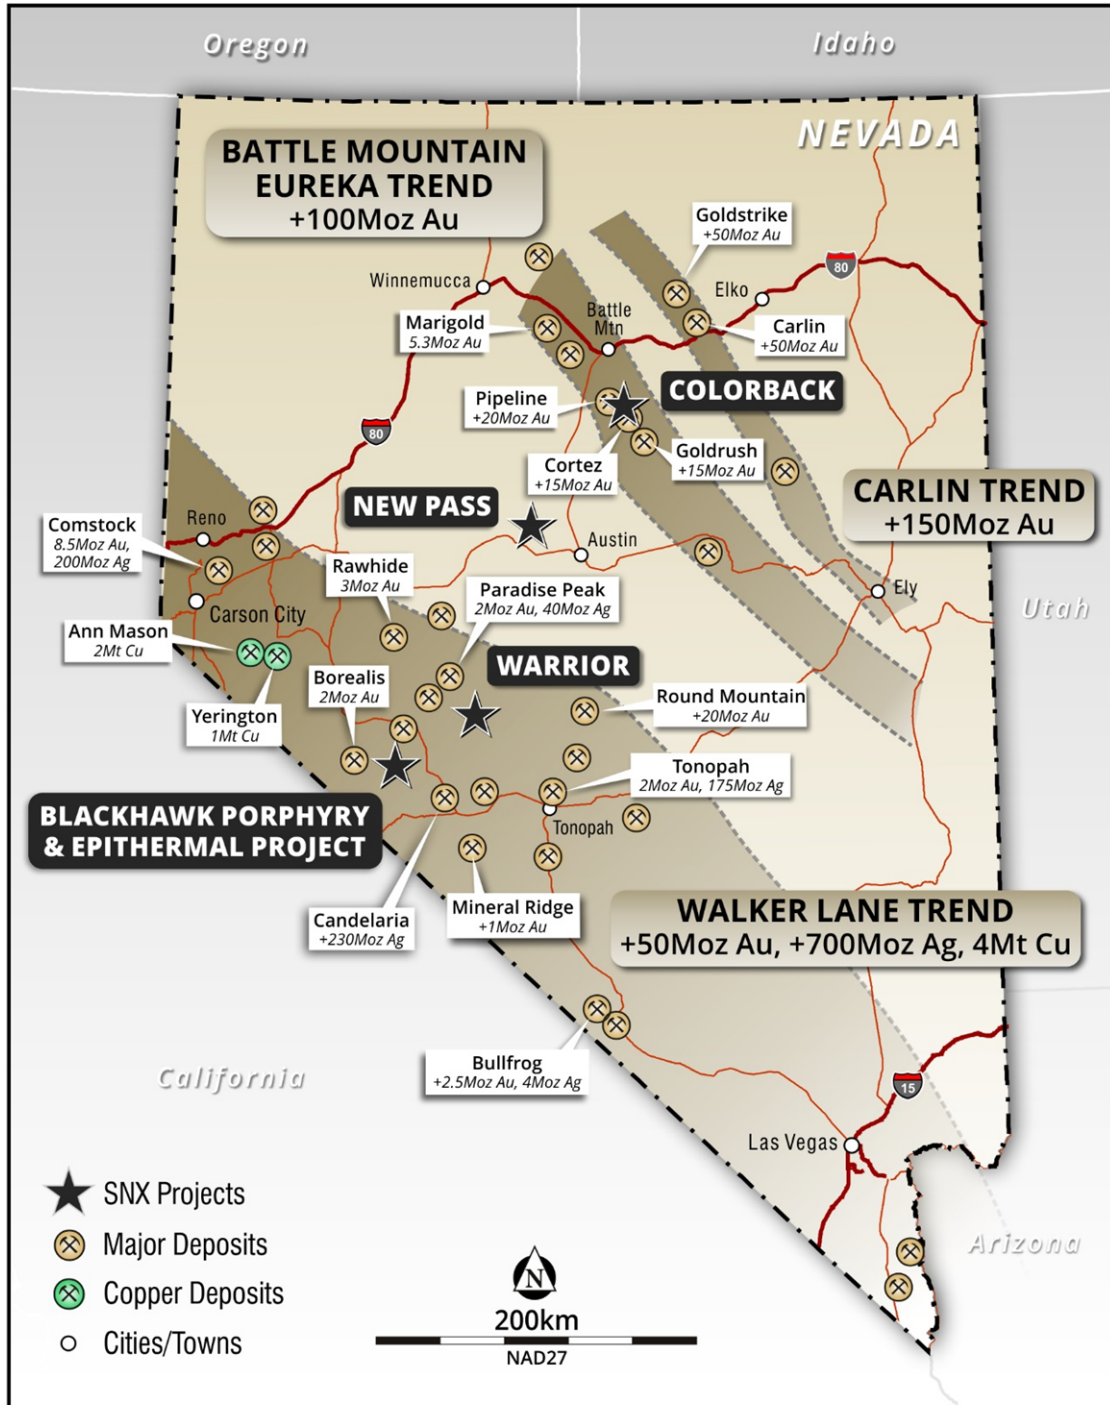 Oregon
Idaho
NEVADA
BATTLE MOUNTAIN
EUREKA TREND
+100Moz Au
Goldstrike
+50Moz Au
Winnemucca
Elko
80
Battle
Mtn
Marigold
5.3Moz Au
Carlin
+50Moz Au
COLORBACK
Pipeline
+20Moz Au
80
Goldrush
+15Moz Au
Cortez
+15Moz Au
CARLIN TREND
+150Moz Au
NEW PASS
Reno
Comstock
8.5Moz Au,
200Moz Ag
Austin
Rawhide
3Moz Au
Paradise Peak
2Moz Au, 40Moz Ag
Ely
Utah
Carson City
Ann Mason
2Mt Cu
WARRIOR
Borealis
2Moz Au
Round Mountain
+20Moz Au
Yerington
1Mt Cu
Tonopah
2Moz Au, 175Moz Ag
BLACKHAWK PORPHYRY
& EPITHERMAL PROJECT
Tonopah
Candelaria
+230Moz Ag
Mineral Ridge
+1Moz Au
WALKER LANE TREND
+50Moz Au, +700Moz Ag, 4Mt Cu
Bullfrog
+2.5Moz Au, 4Moz Ag
California
15
Las Vegas
Arizona
SNX Projects
Major Deposits
Copper Deposits
Cities/Towns
N
200km
NAD27